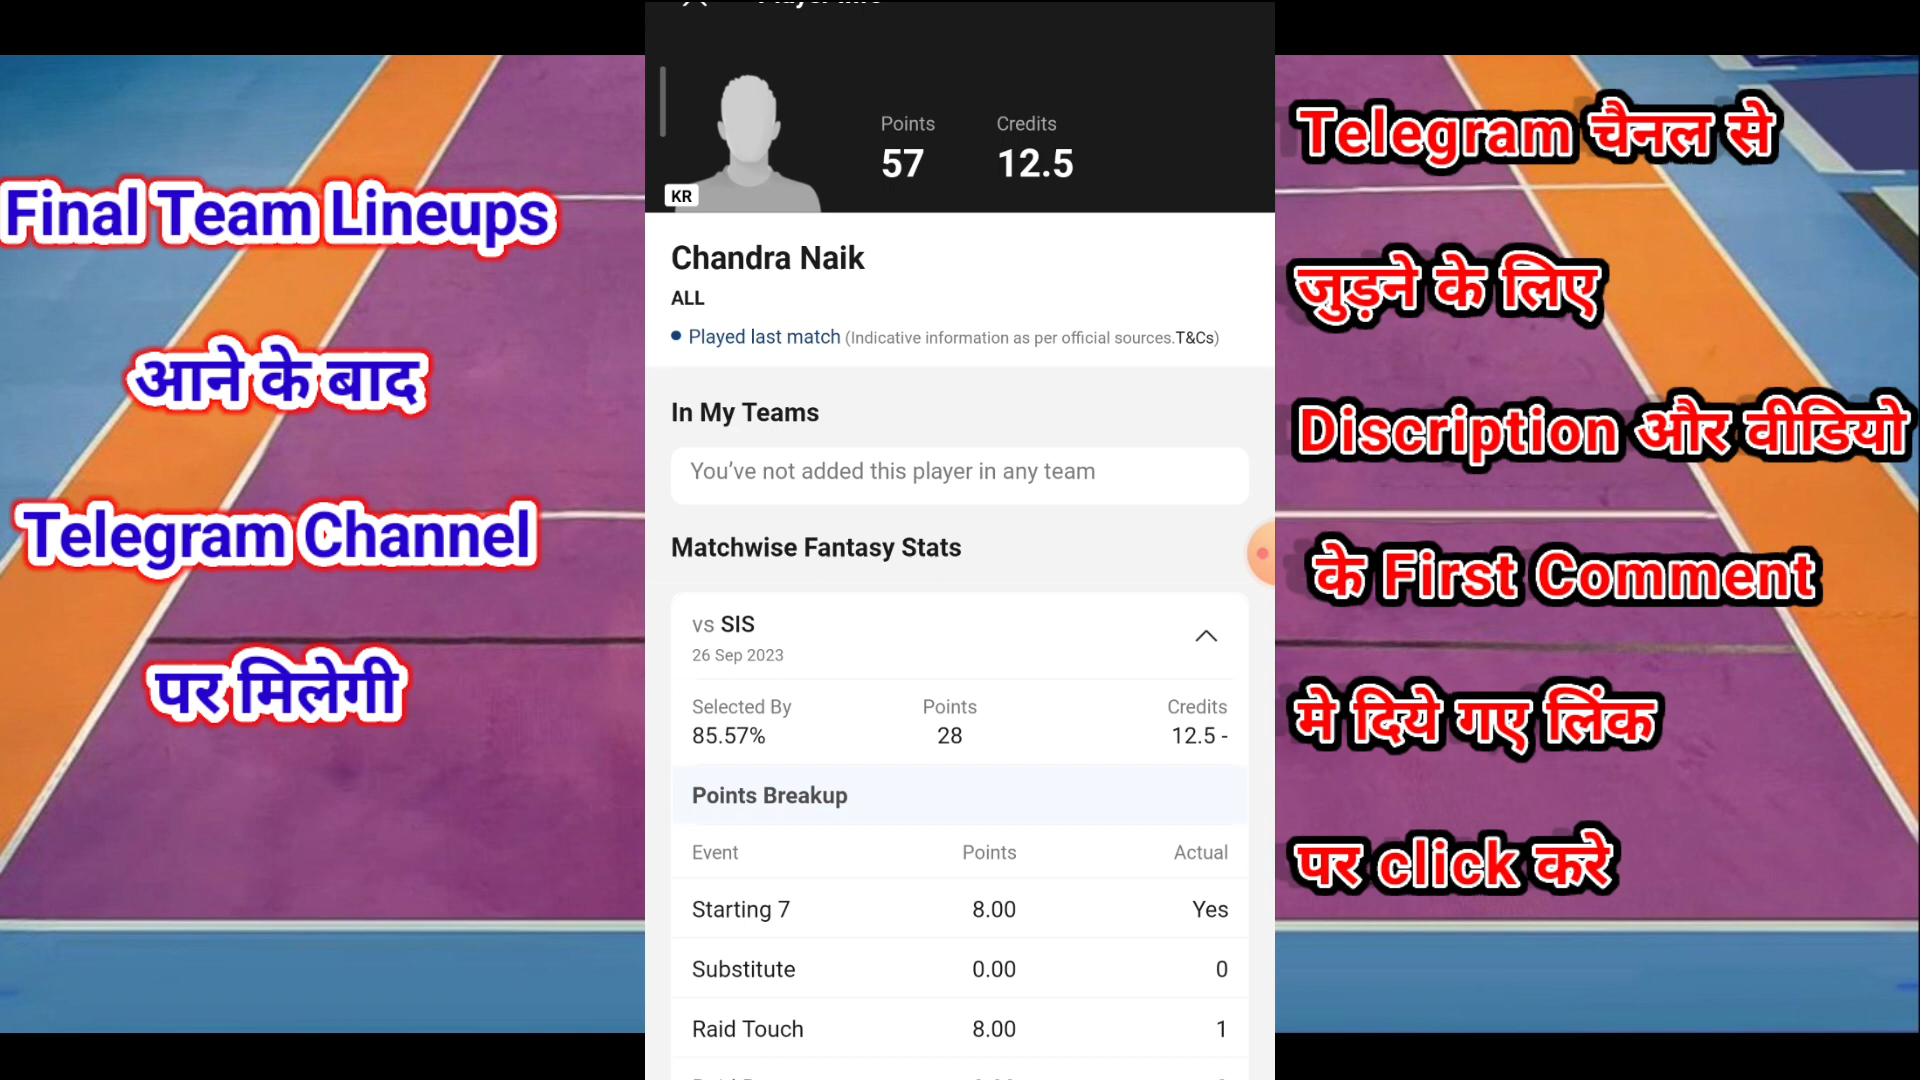 Final Team Lineups
आने के बाद
Telegram Channel
पर मिलेगी
Points Credits
57 12.5
KR
Chandra Naik
ALL
Played last match (Indicative information as per official sources.T&Cs)
In My Teams
You’ve not added this player in any team
Matchwise Fantasy Stats
vs SIS
26 Sep 2023
Selected By Points Credits
85.57% 28 12.5 -
Points Breakup
Event Points Actual
Starting 7 8.00 Yes
Substitute 0.00 0
Raid Touch 8.00 1
Telegram चैनल से
जुड़ने के लिए
Discription और वीडियो
के First Comment
मे दिये गए लिंक
पर click करे